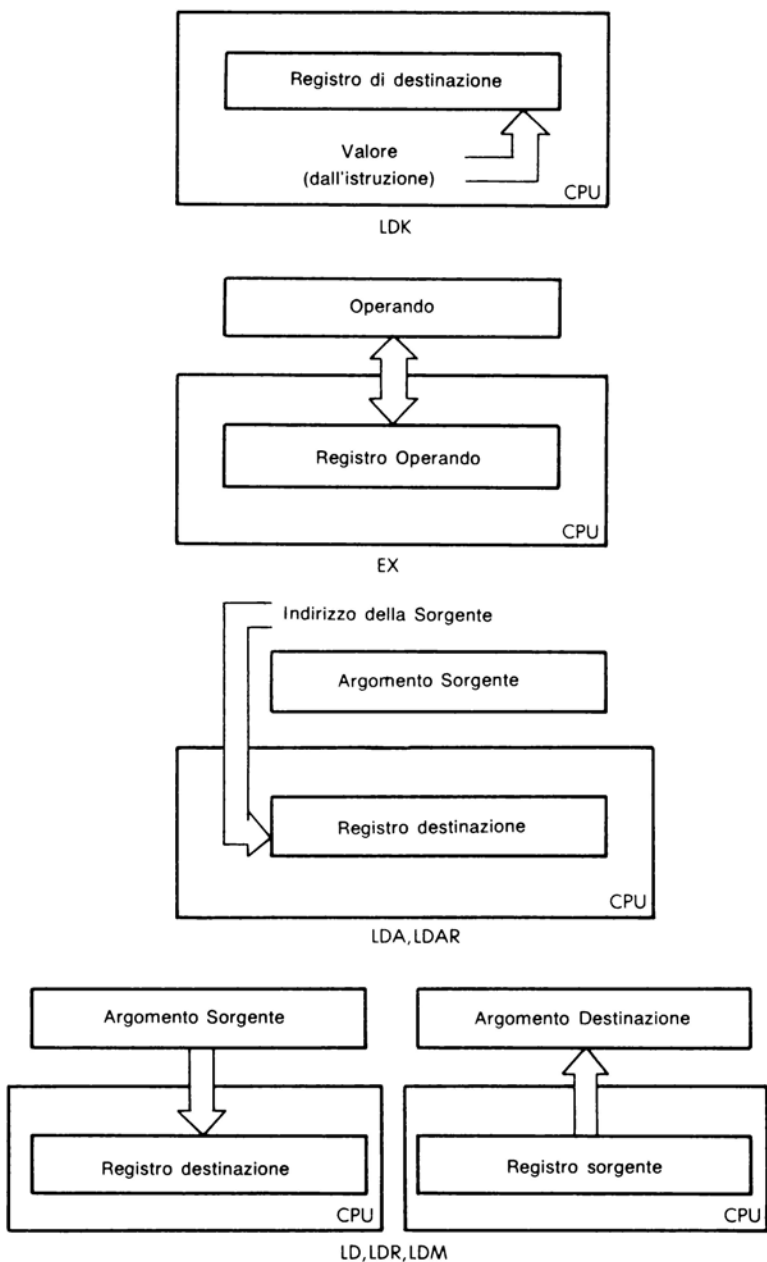 Registro di destinazione
Valore
(dall'istruzione)
CPU
LDK
Operando
Registro Operando
CPU
EX
Indirizzo della Sorgente
Argomento Sorgente
Registro destinazione
CPU
LDA,LDAR
Argomento Sorgente
Argomento Destinazione
Registro destinazione
Registro sorgente
CPU
CPU
LD,LDR,LDM